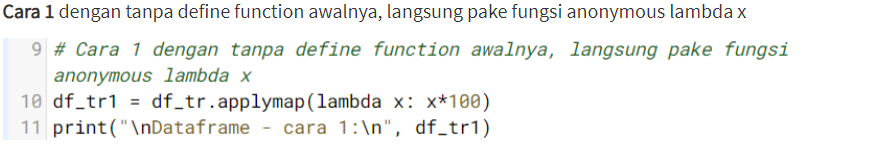 Cara 1 dengan tanpa define function awalnya, langsung pake fungsi anonymous lambda x
9 # Cara 1 dengan tanpa define function awalnya, langsung pake fungsi
anonymous lambda x
10 df_tr1 = df_tr.applymap(lambda x: x*100)
11 print("\nDataframe - cara 1:\n", df_tr1)